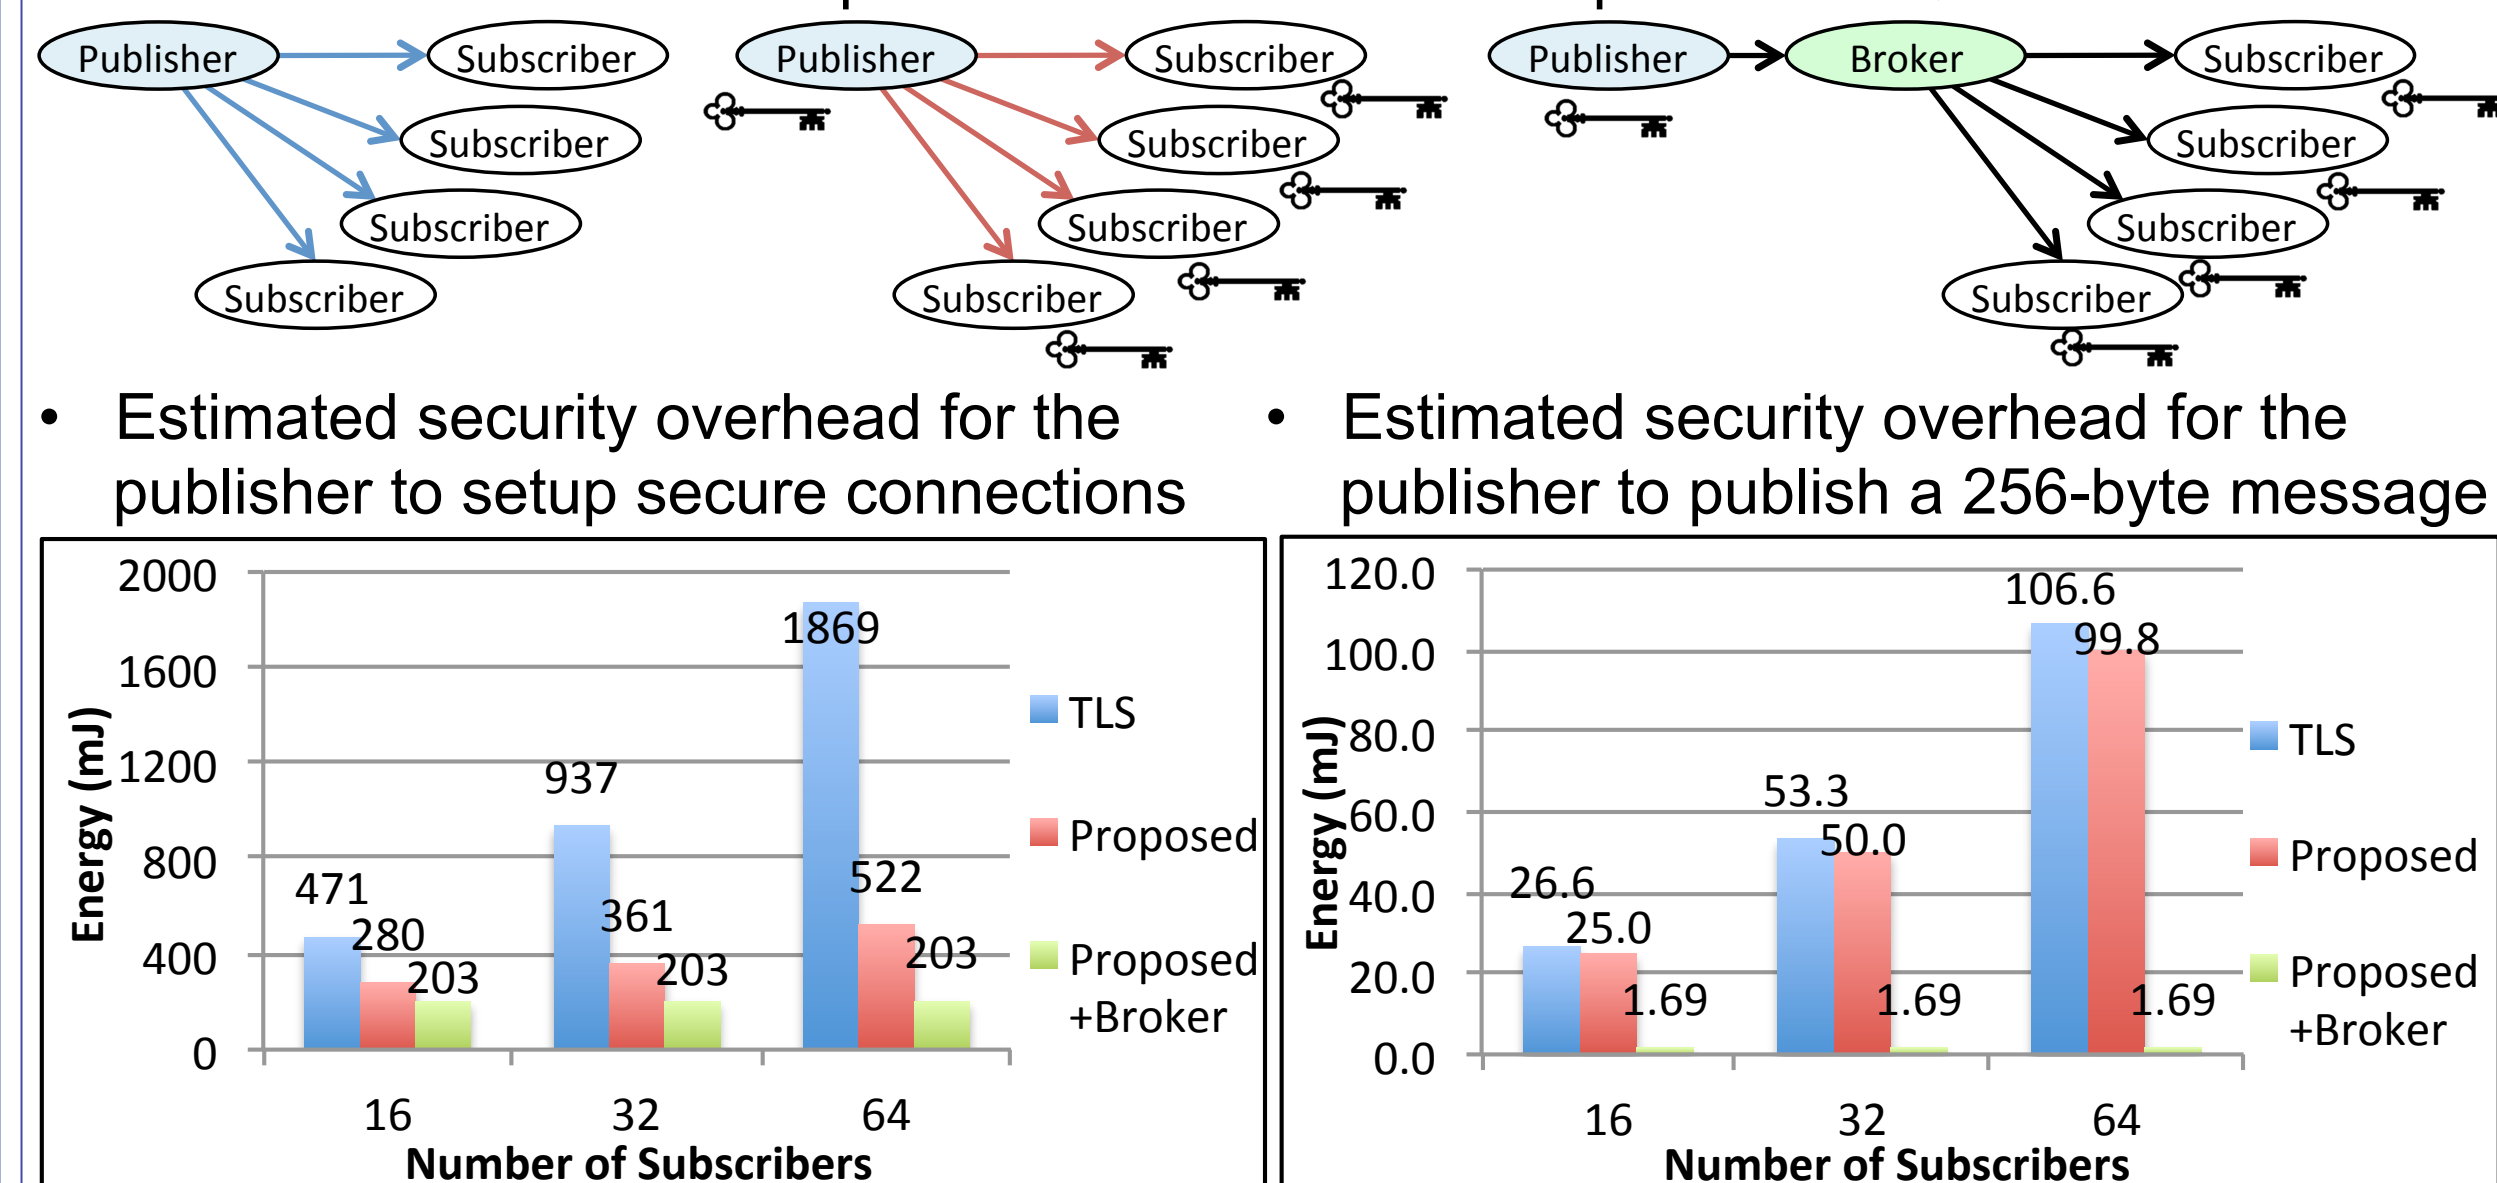 Publisher
Subscriber
Subscriber
Subscriber
Subscriber
Publisher
Subscriber
Subscriber
Subscriber
Subscriber
Publisher
Broker
Subscriber
Subscriber
Subscriber
Subscriber
• Estimated security overhead for the
publisher to setup secure connections
• Estimated security overhead for the
publisher to publish a 256-byte message
Energy (mJ)
2000
1600
1200
800
400
0
471
280
203
937
361
203
1869
522
203
16
32
64
Number of Subscribers
TLS
Proposed
Proposed
+Broker
Energy (mJ)
120.0
100.0
80.0
60.0
40.0
20.0
0.0
26.6
25.0
1.69
53.3
50.0
1.69
106.6
99.8
1.69
16
32
64
Number of Subscribers
TLS
Proposed
Proposed
+Broker